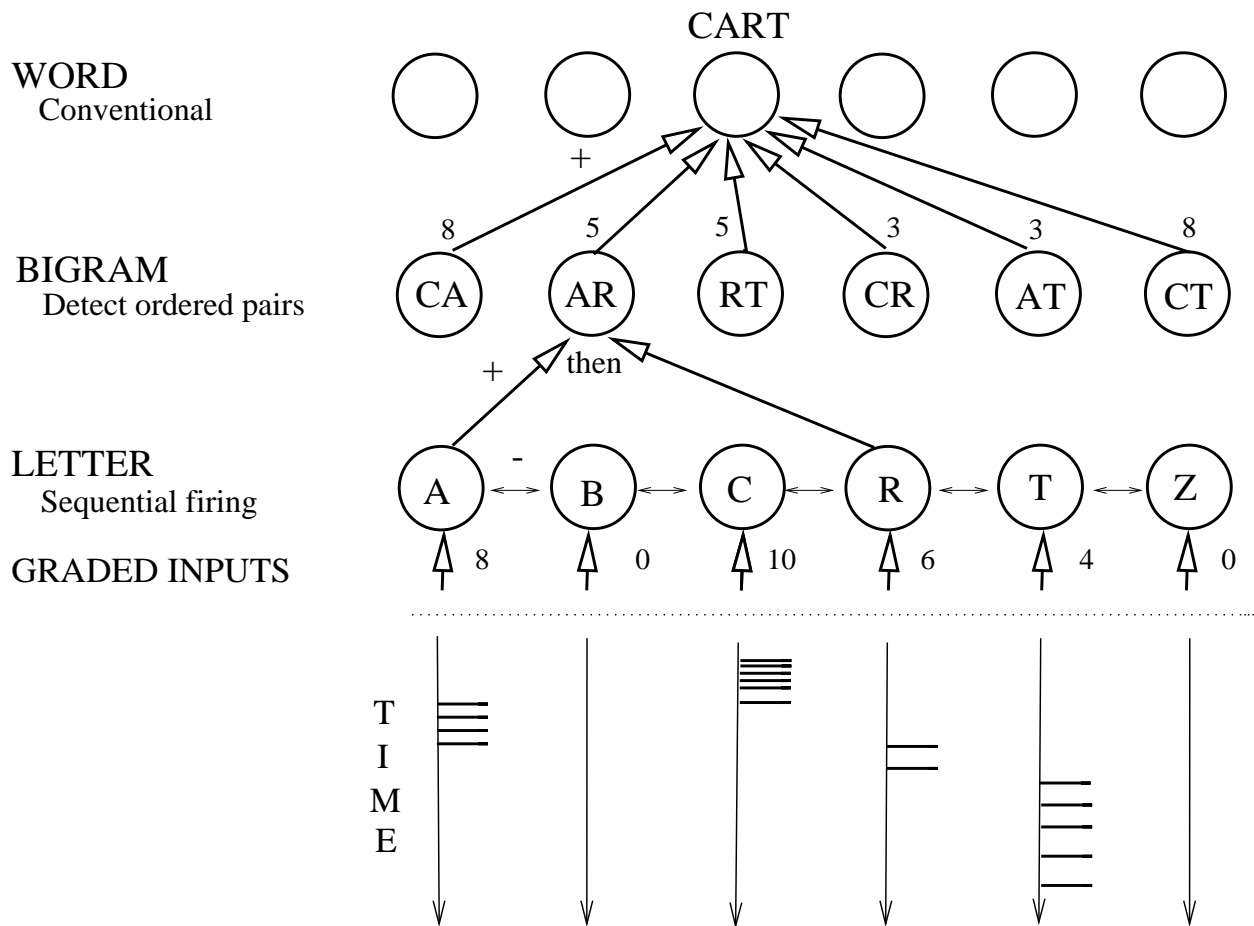 CART
WORD
Conventional
+
8 5 5 3 3 8
BIGRAM
Detect ordered pairs
CA AR RT CR AT CT
+ then
LETTER
Sequential firing
-
A B C R T Z
GRADED INPUTS
8 0 10 6 4 0
T
I
M
E